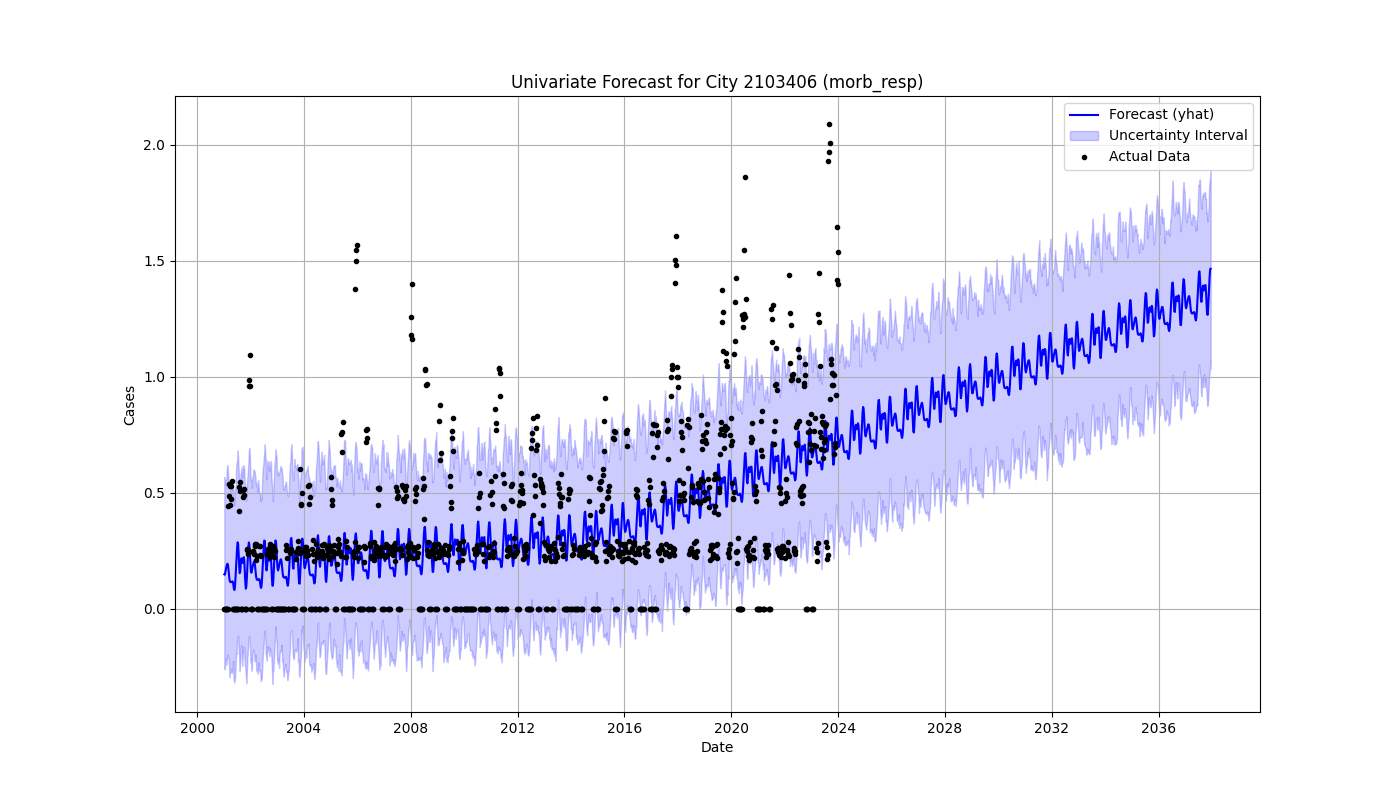 Univariate Forecast for City 2103406 (morb_resp)
Forecast (yhat)
Uncertainty Interval
Actual Data
2.0
1.5
1.0
0.5
0.0
Cases
2000 2004 2008 2012 2016 2020 2024 2028 2032 2036
Date